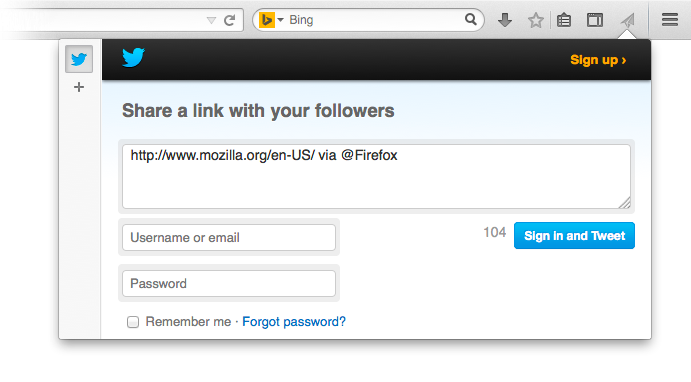 Bing
Sign up ›
Share a link with your followers
http://www.mozilla.org/en-US/ via @Firefox
Username or email
104
Sign in and Tweet
Password
Remember me · Forgot password?